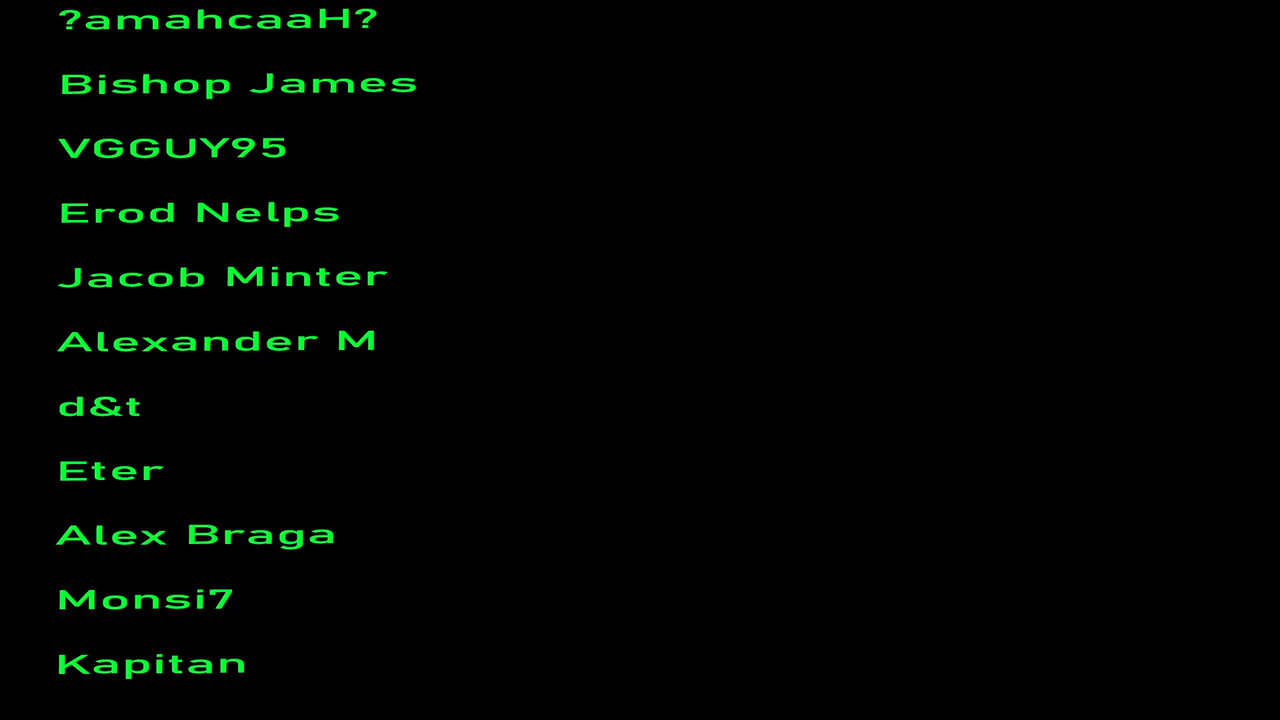 ?amahcaaH?
Bishop James
VGGUY95
Erod Nelps
Jacob Minter
Alexander M
d&t
Eter
Alex Braga
Monsi7
Kapitan